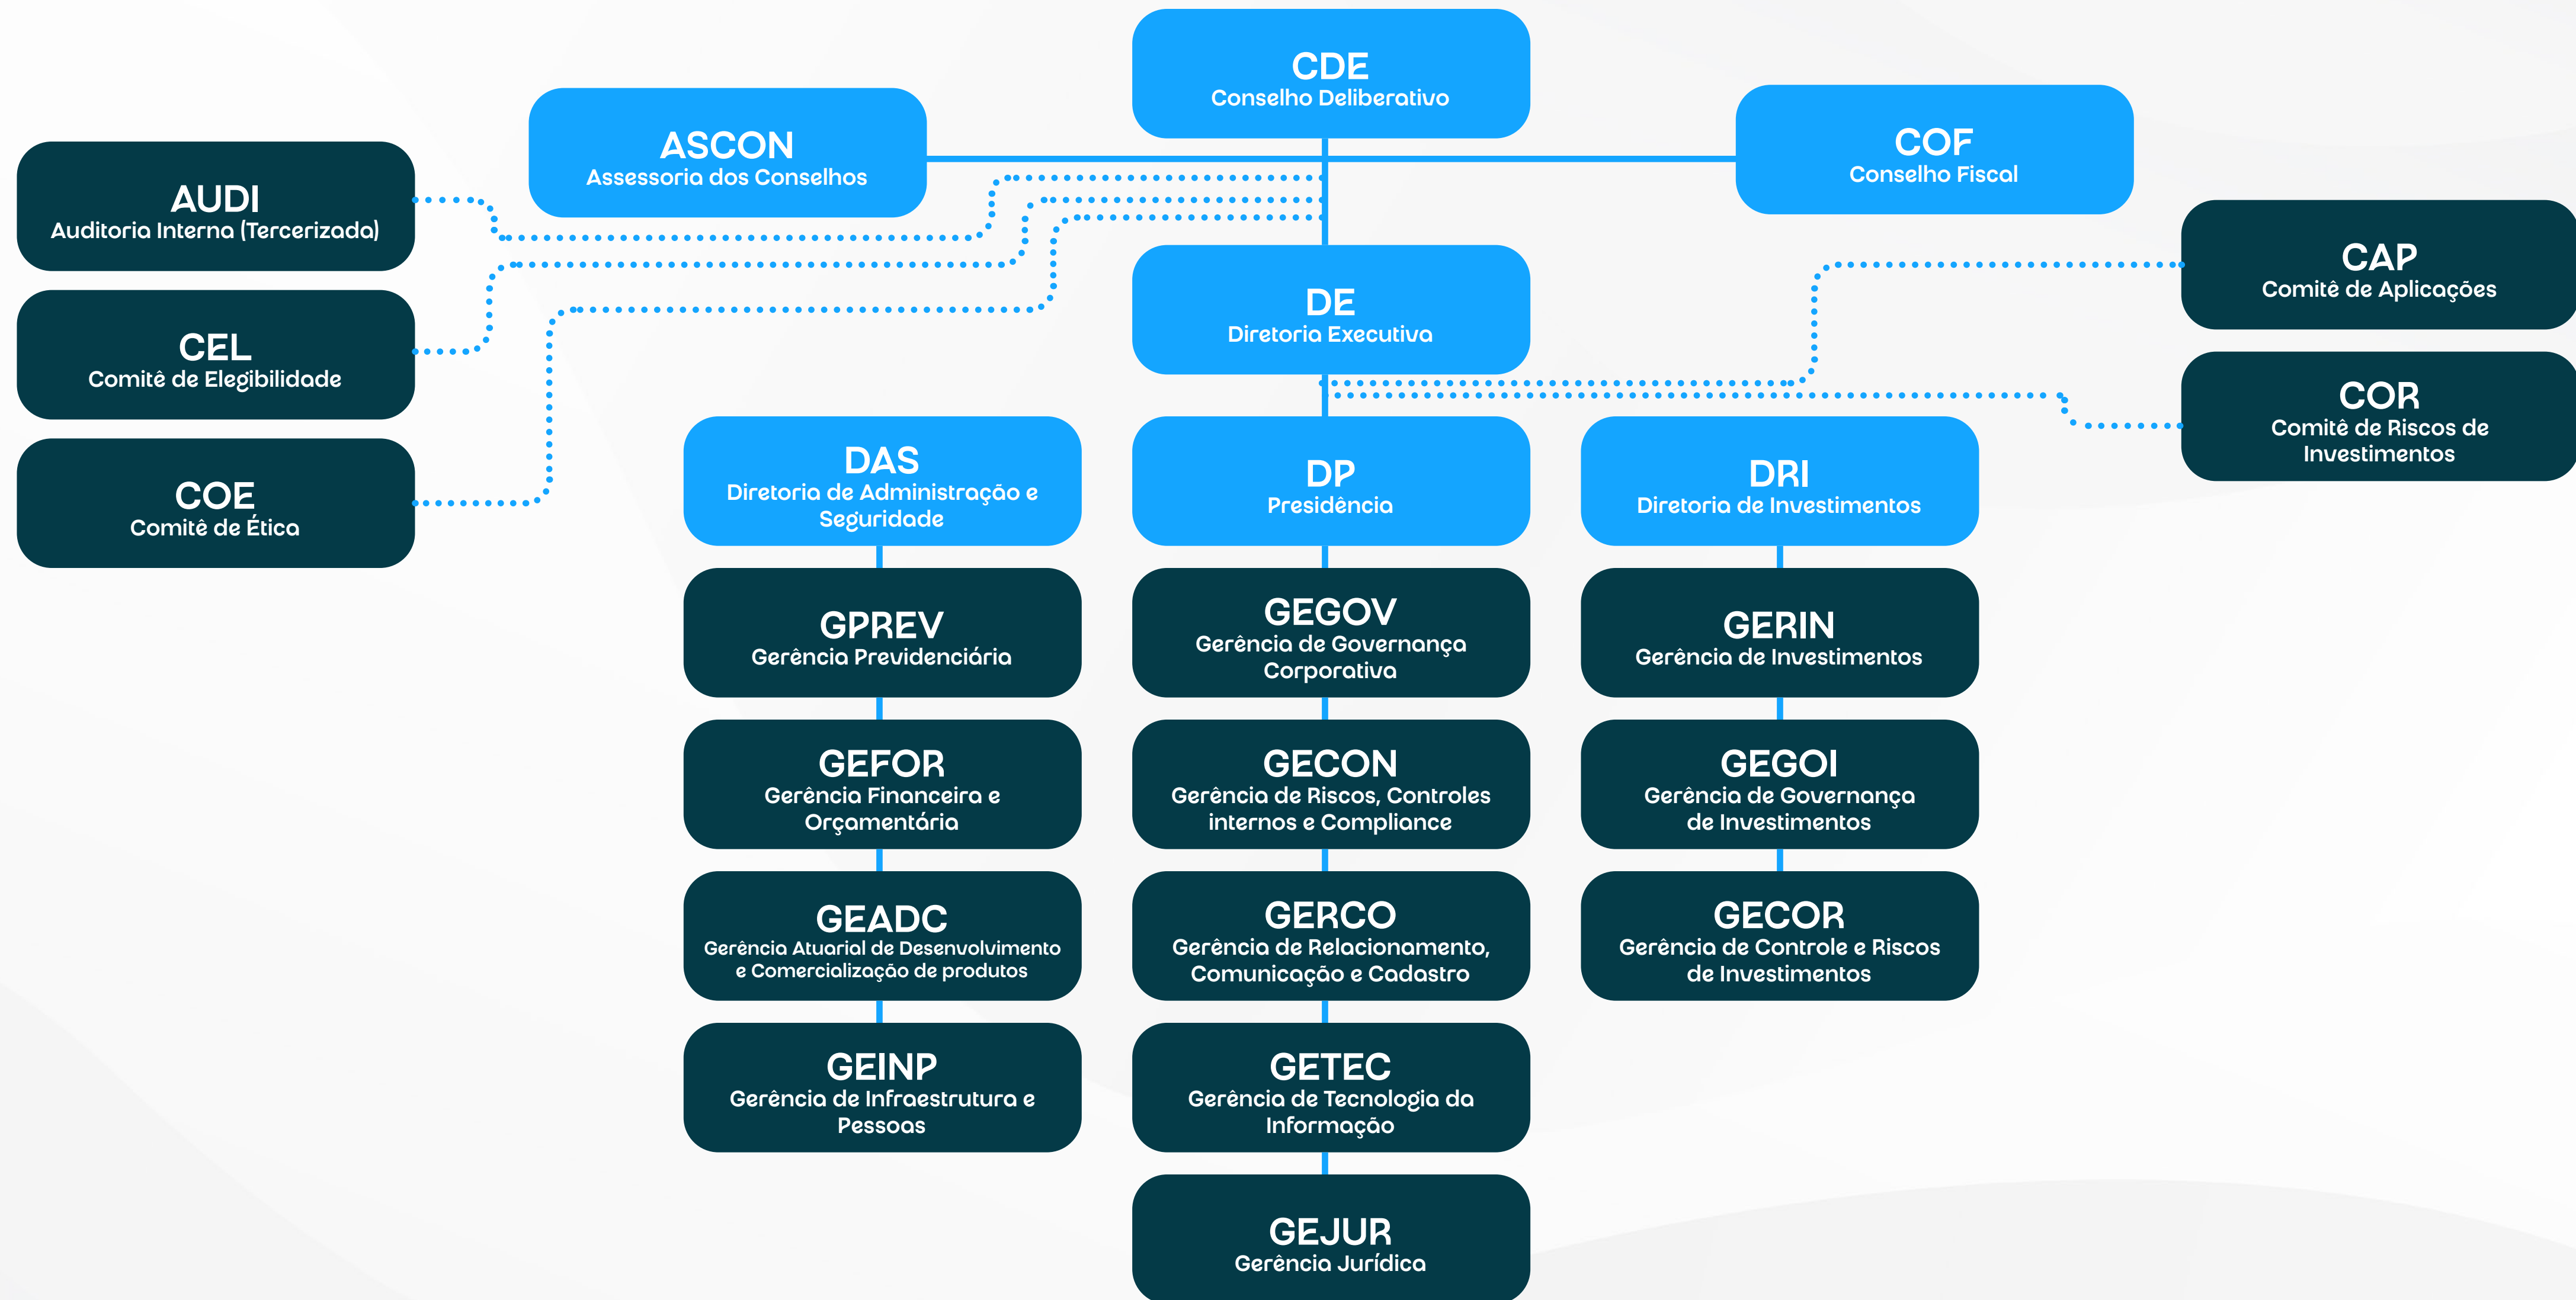 CDE
Conselho Deliberativo
ASCON
Assessoria dos Conselhos
COF
Conselho Fiscal
AUDI
Auditoria Interna (Tercerizada)
CEL
Comitê de Elegibilidade
COE
Comitê de Ética
DE
Diretoria Executiva
CAP
Comitê de Aplicações
COR
Comitê de Riscos de
Investimentos
DAS
Diretoria de Administração e
Seguridade
DP
Presidência
DRI
Diretoria de Investimentos
GPREV
Gerência Previdenciária
GEFOR
Gerência Financeira e
Orçamentária
GEADC
Gerência Atuarial de Desenvolvimento
e Comercialização de produtos
GEINP
Gerência de Infraestrutura e
Pessoas
GEGOV
Gerência de Governança
Corporativa
GECON
Gerência de Riscos, Controles
internos e Compliance
GERCO
Gerência de Relacionamento,
Comunicação e Cadastro
GETEC
Gerência de Tecnologia da
Informação
GEJUR
Gerência Jurídica
GERIN
Gerência de Investimentos
GEGOI
Gerência de Governança
de Investimentos
GECOR
Gerência de Controle e Riscos
de Investimentos